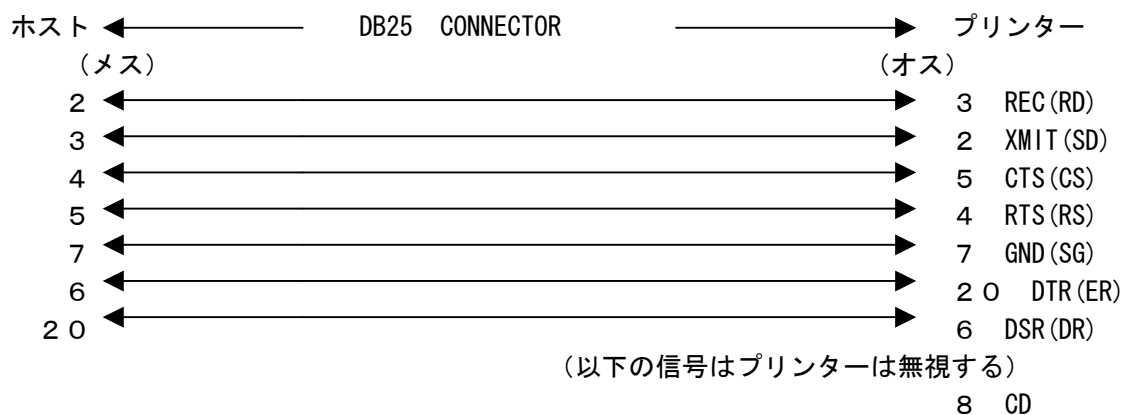 ホスト DB25 CONNECTOR プリンター
(メス) (オス)
2 3 REC(RD)
3 2 XMIT(SD)
4 5 CTS(CS)
5 4 RTS(RS)
7 7 GND(SG)
6 20 DTR(ER)
20 6 DSR(DR)
(以下の信号はプリンターは無視する)
8 CD